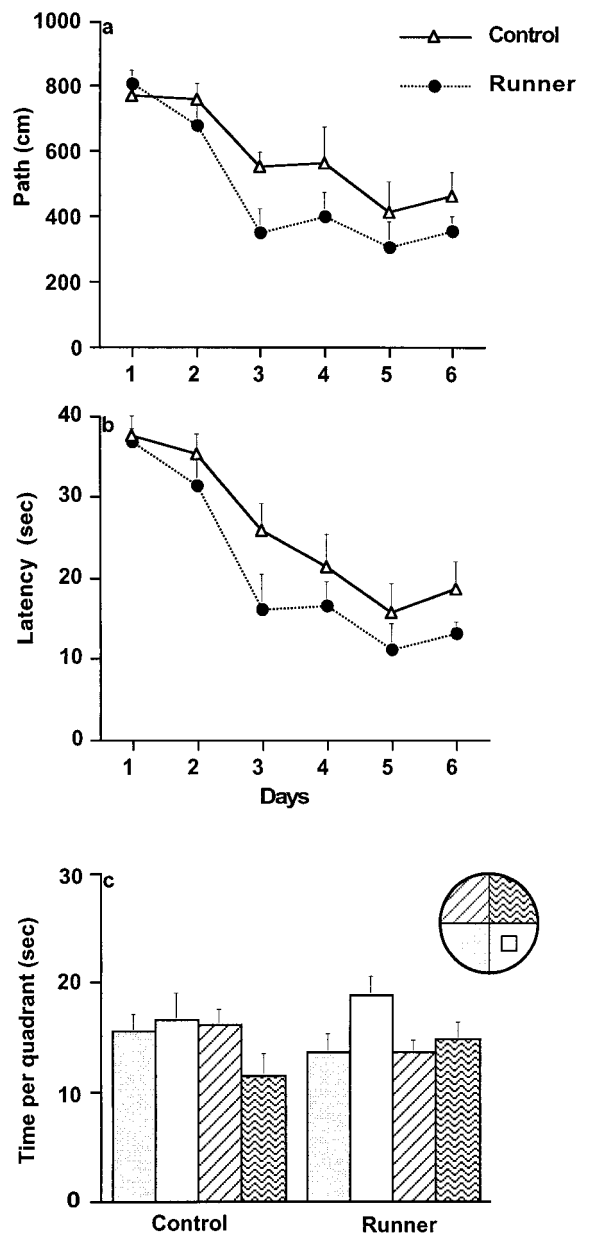 1000
a
Control
800
Runner
600
400
200
0
Path (cm)
1 2 3 4 5 6
40
b
30
20
10
0
Latency (sec)
1 2 3 4 5 6
Days
30
c
20
10
0
Time per quadrant (sec)
Control Runner